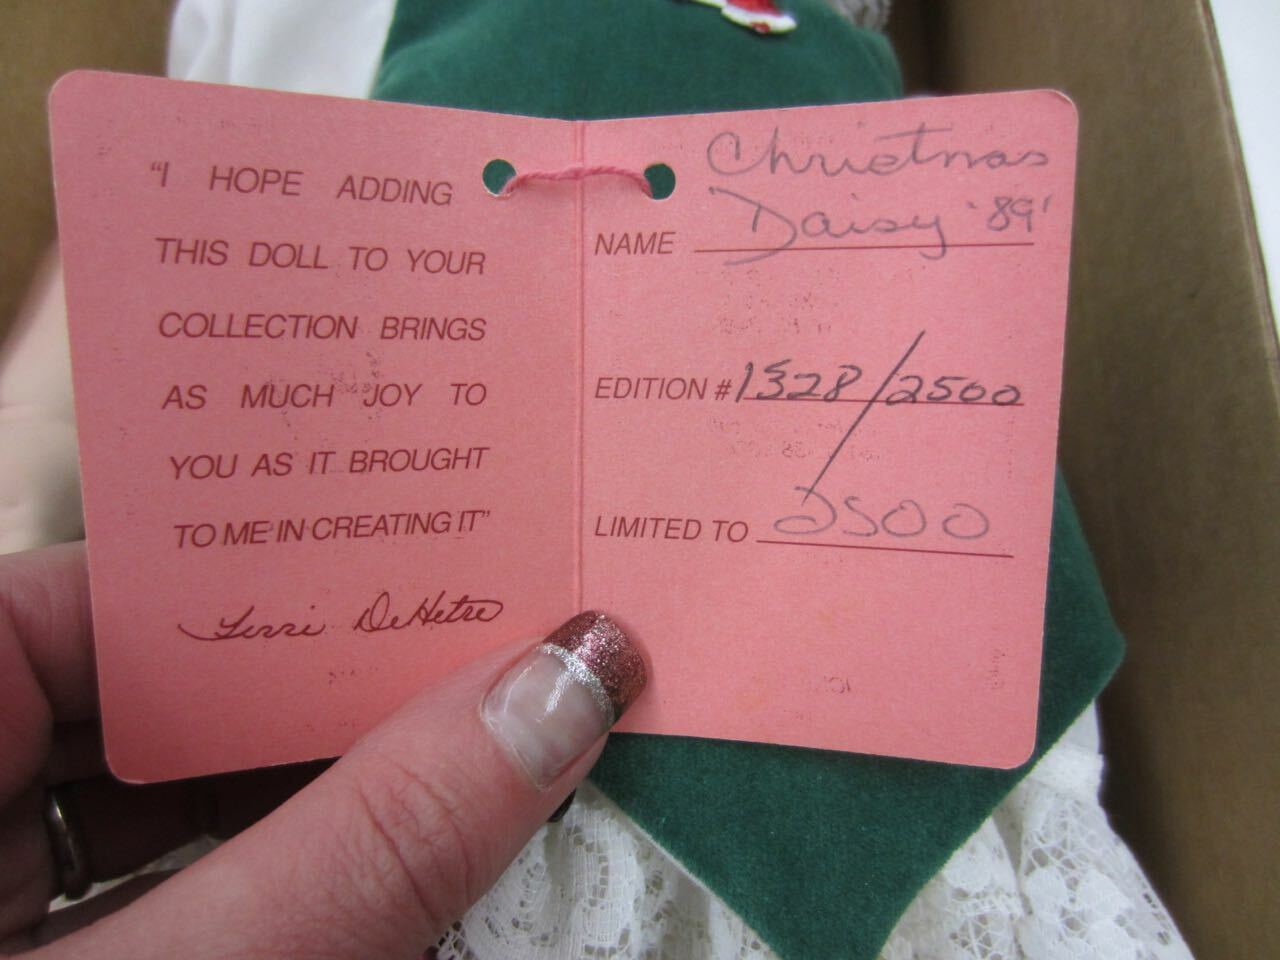 "I HOPE ADDING
THIS DOLL TO YOUR
COLLECTION BRINGS
AS MUCH JOY TO
YOU AS IT BROUGHT
TO ME IN CREATING IT"
Terri DeHetre
Christmas
NAME Daisy '89'
EDITION # 1328/2500
LIMITED TO 2500